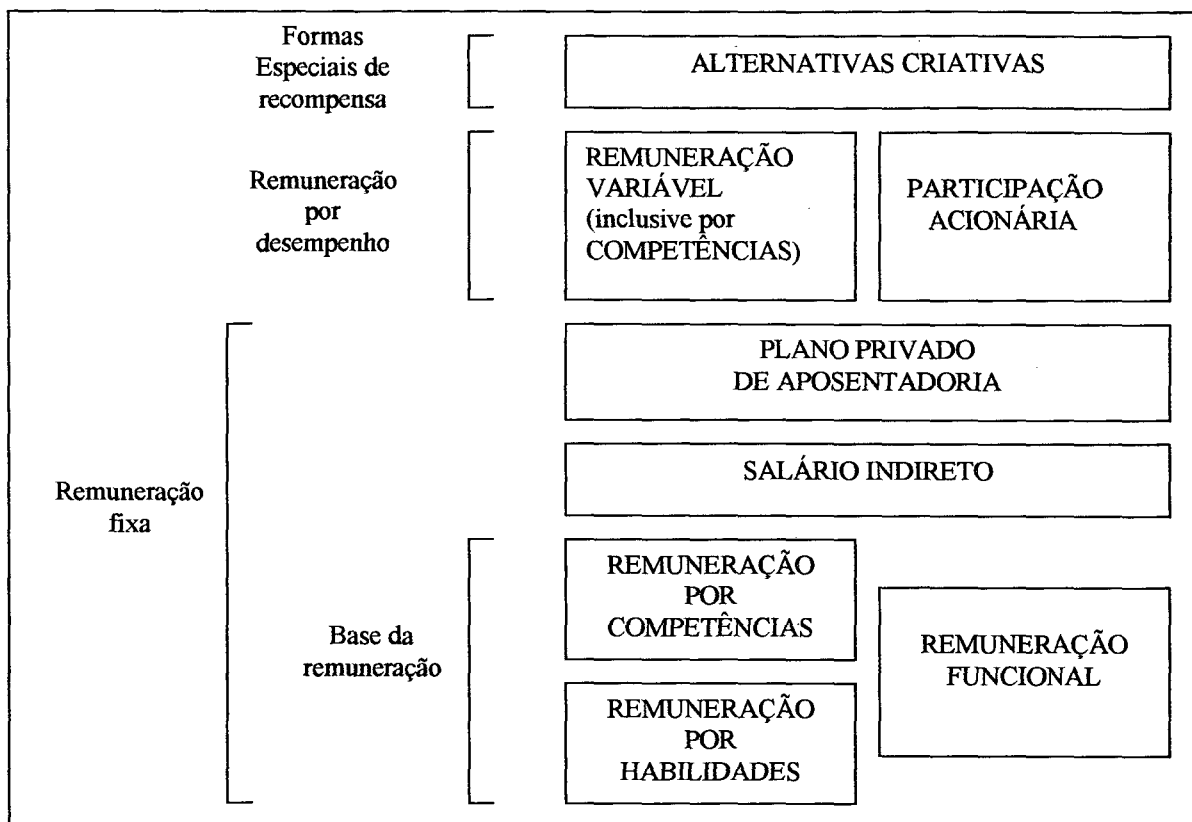 Formas
Especiais de
recompensa
ALTERNATIVAS CRIATIVAS
Remuneração
por
desempenho
REMUNERAÇÃO
VARIÁVEL
(inclusive por
COMPETÊNCIAS)
PARTICIPAÇÃO
ACIONÁRIA
Remuneração
fixa
PLANO PRIVADO
DE APOSENTADORIA
SALÁRIO INDIRETO
Base da
remuneração
REMUNERAÇÃO
POR
COMPETÊNCIAS
REMUNERAÇÃO
POR
HABILIDADES
REMUNERAÇÃO
FUNCIONAL